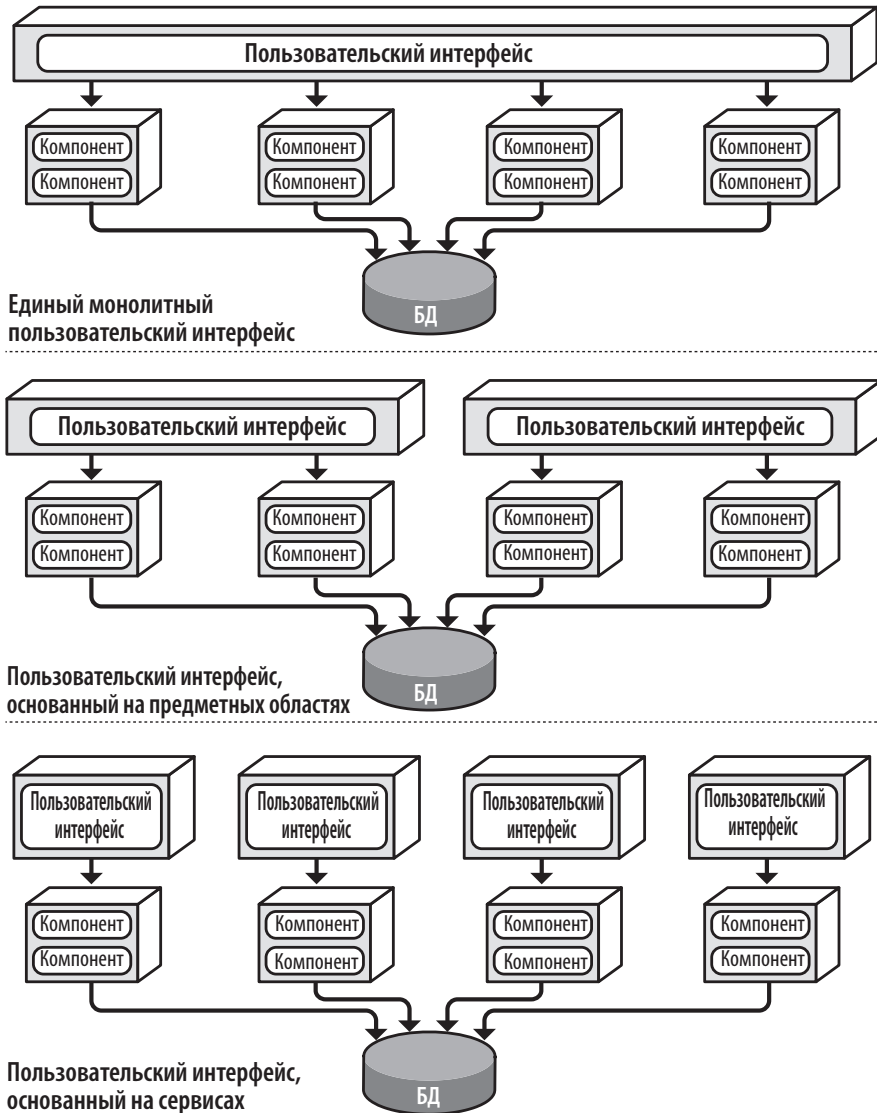 Пользовательский интерфейс
Компонент Компонент Компонент Компонент
Компонент Компонент Компонент Компонент
БД
Единый монолитный
пользовательский интерфейс
Пользовательский интерфейс Пользовательский интерфейс
Компонент Компонент Компонент Компонент
Компонент Компонент Компонент Компонент
БД
Пользовательский интерфейс,
основанный на предметных областях
Пользовательский Пользовательский Пользовательский Пользовательский
интерфейс интерфейс интерфейс интерфейс
Компонент Компонент Компонент Компонент
Компонент Компонент Компонент Компонент
БД
Пользовательский интерфейс,
основанный на сервисах